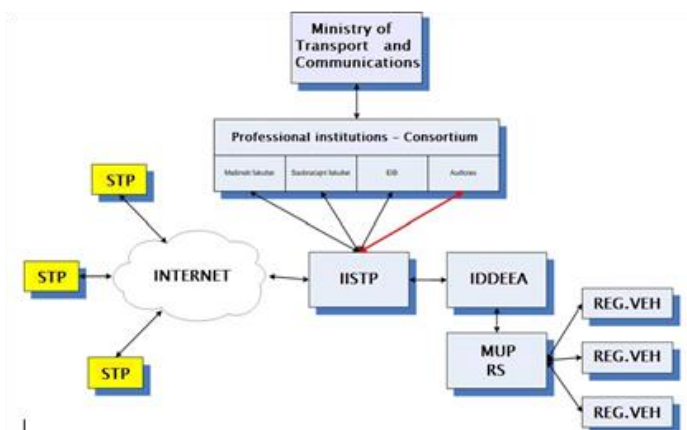 Ministry of
Transport and
Communications
Professional institutions – Consortium
Mašinski fakultet
Saobraćajni fakultet
EIB
STP
STP
INTERNET
IISTP
IDDEEA
STP
MUP
RS
REG.VEH
REG.VEH
REG.VEH